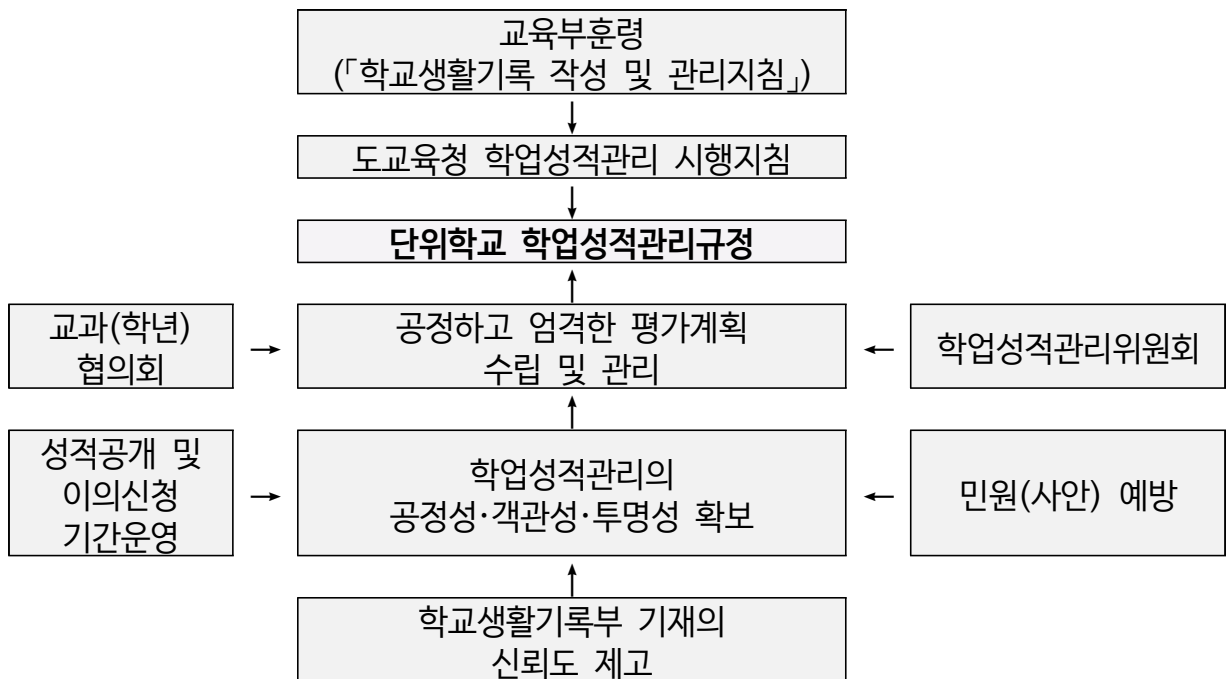 교육부훈령
(「학교생활기록 작성 및 관리지침」)
도교육청 학업성적관리 시행지침
단위학교 학업성적관리규정
교과(학년)
협의회
공정하고 엄격한 평가계획
수립 및 관리
학업성적관리위원회
성적공개 및
이의신청
기간운영
학업성적관리의
공정성·객관성·투명성 확보
민원(사안) 예방
학교생활기록부 기재의
신뢰도 제고